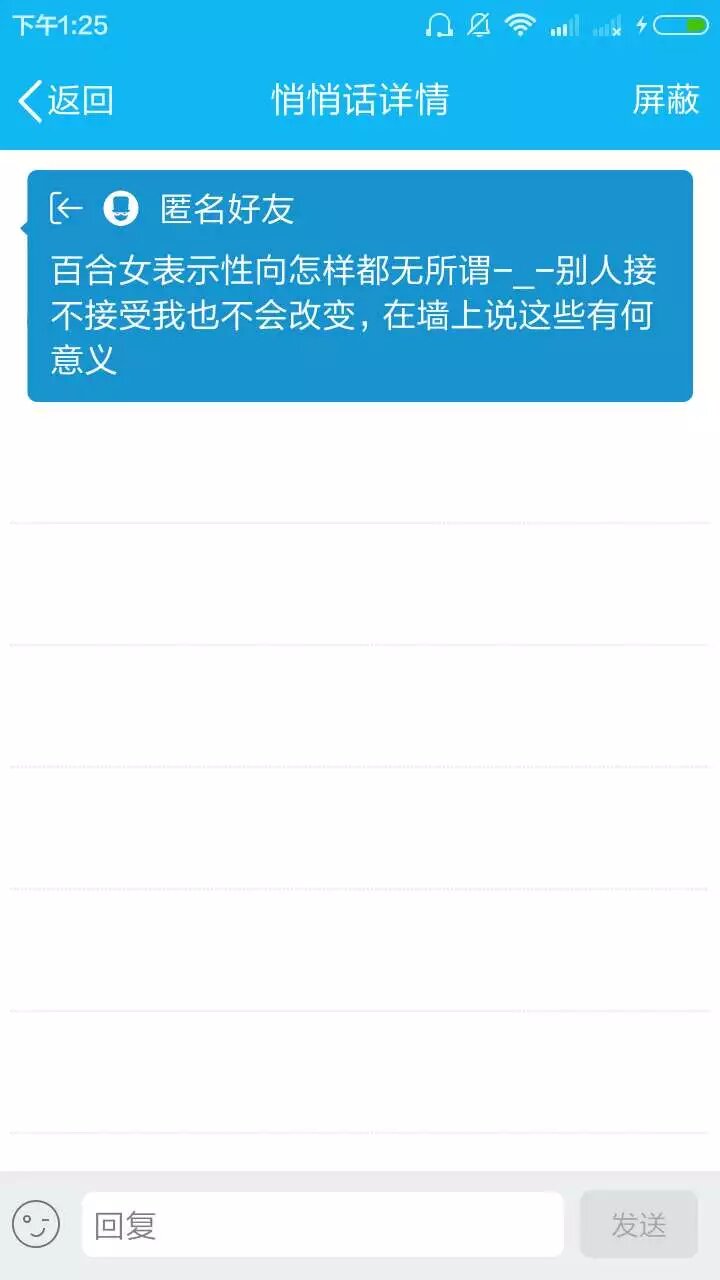 下午1:25
返回 悄悄话详情 屏蔽
匿名好友
百合女表示性向怎样都无所谓-_-别人接
不接受我也不会改变,在墙上说这些有何
意义
回复 发送